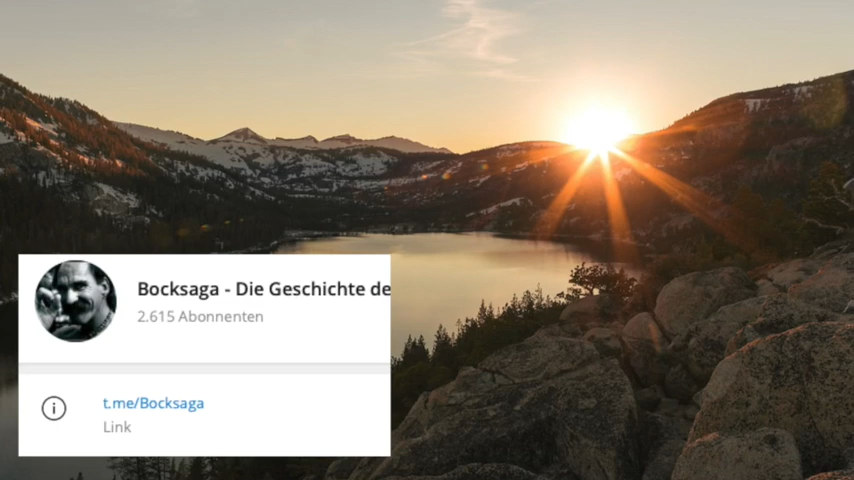 Bocksaga - Die Geschichte de
2.615 Abonnenten
t.me/Bocksaga
Link